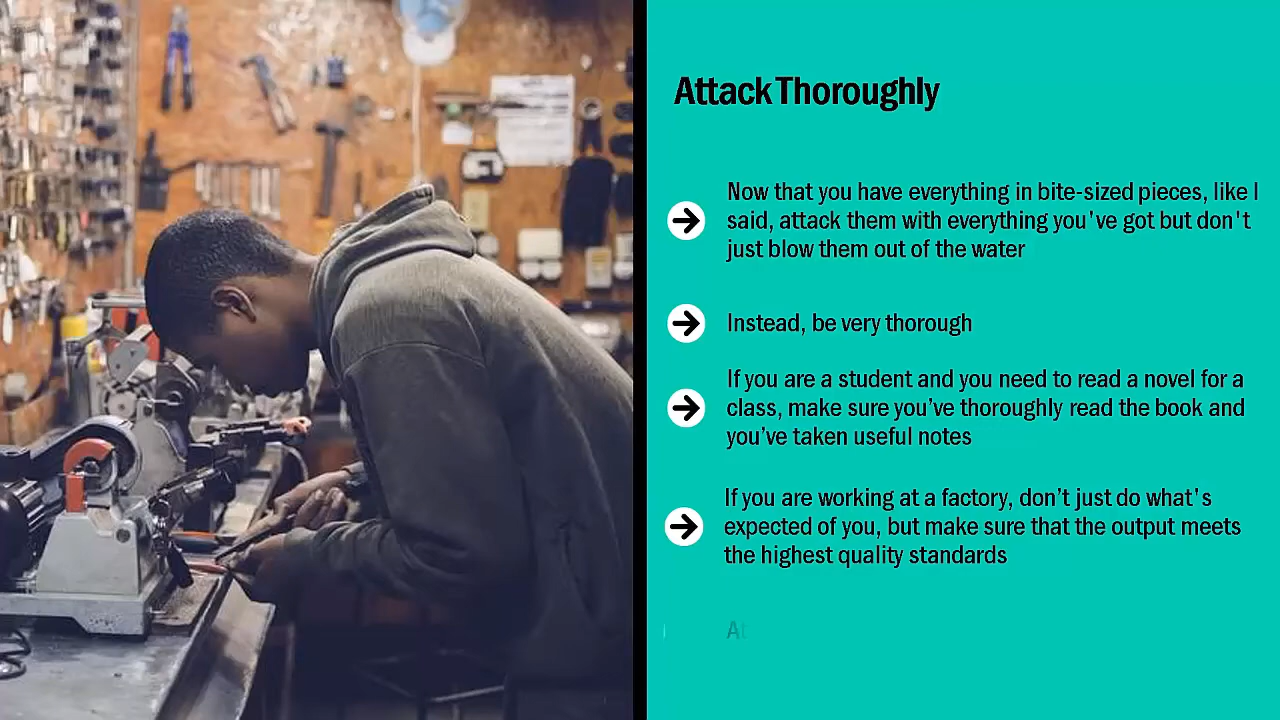 Attack Thoroughly
Now that you have everything in bite-sized pieces, like I
said, attack them with everything you've got but don't
just blow them out of the water
Instead, be very thorough
If you are a student and you need to read a novel for a
class, make sure you’ve thoroughly read the book and
you’ve taken useful notes
If you are working at a factory, don’t just do what's
expected of you, but make sure that the output meets
the highest quality standards
At